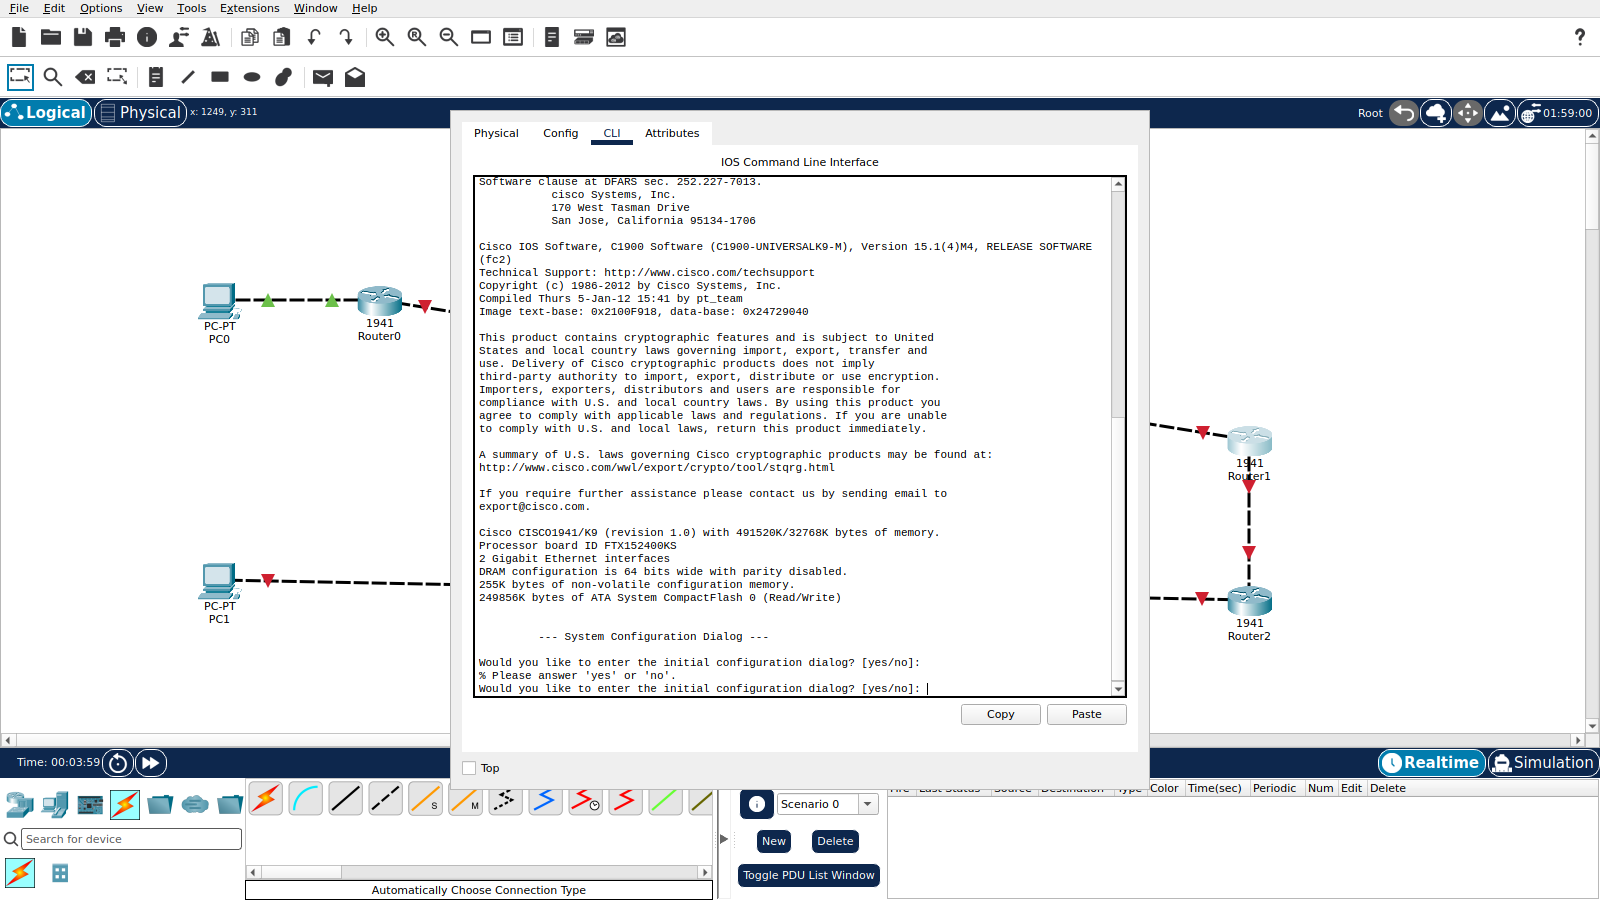 File Edit Options View Tools Extensions Window Help
Logical Physical x: 1249, y: 311 Root 01:59:00
Physical Config CLI Attributes
IOS Command Line Interface
Software clause at DFARS sec. 252.227-7013.
cisco Systems, Inc.
170 West Tasman Drive
San Jose, California 95134-1706
Cisco IOS Software, C1900 Software (C1900-UNIVERSALK9-M), Version 15.1(4)M4, RELEASE SOFTWARE
(fc2)
Technical Support: http://www.cisco.com/techsupport
Copyright (c) 1986-2012 by Cisco Systems, Inc.
Compiled Thurs 5-Jan-12 15:41 by pt_team
Image text-base: 0x2100F918, data-base: 0x24729040
This product contains cryptographic features and is subject to United
States and local country laws governing import, export, transfer and
use. Delivery of Cisco cryptographic products does not imply
third-party authority to import, export, distribute or use encryption.
Importers, exporters, distributors and users are responsible for
compliance with U.S. and local country laws. By using this product you
agree to comply with applicable laws and regulations. If you are unable
to comply with U.S. and local laws, return this product immediately.
A summary of U.S. laws governing Cisco cryptographic products may be found at:
http://www.cisco.com/wwl/export/crypto/tool/stqrg.html
If you require further assistance please contact us by sending email to
export@cisco.com.
Cisco CISCO1941/K9 (revision 1.0) with 491520K/32768K bytes of memory.
Processor board ID FTX152400KS
2 Gigabit Ethernet interfaces
DRAM configuration is 64 bits wide with parity disabled.
255K bytes of non-volatile configuration memory.
249856K bytes of ATA System CompactFlash 0 (Read/Write)
--- System Configuration Dialog ---
Would you like to enter the initial configuration dialog? [yes/no]:
% Please answer 'yes' or 'no'.
Would you like to enter the initial configuration dialog? [yes/no]:
Copy Paste
Top
PC-PT
PC0
1941
Router0
PC-PT
PC1
1941
Router1
1941
Router2
Time: 00:03:59 Realtime Simulation
Search for device
S M
Automatically Choose Connection Type
Scenario 0
New Delete
Toggle PDU List Window
Fire Last Status Source Destination Type Color Time(sec) Periodic Num Edit Delete